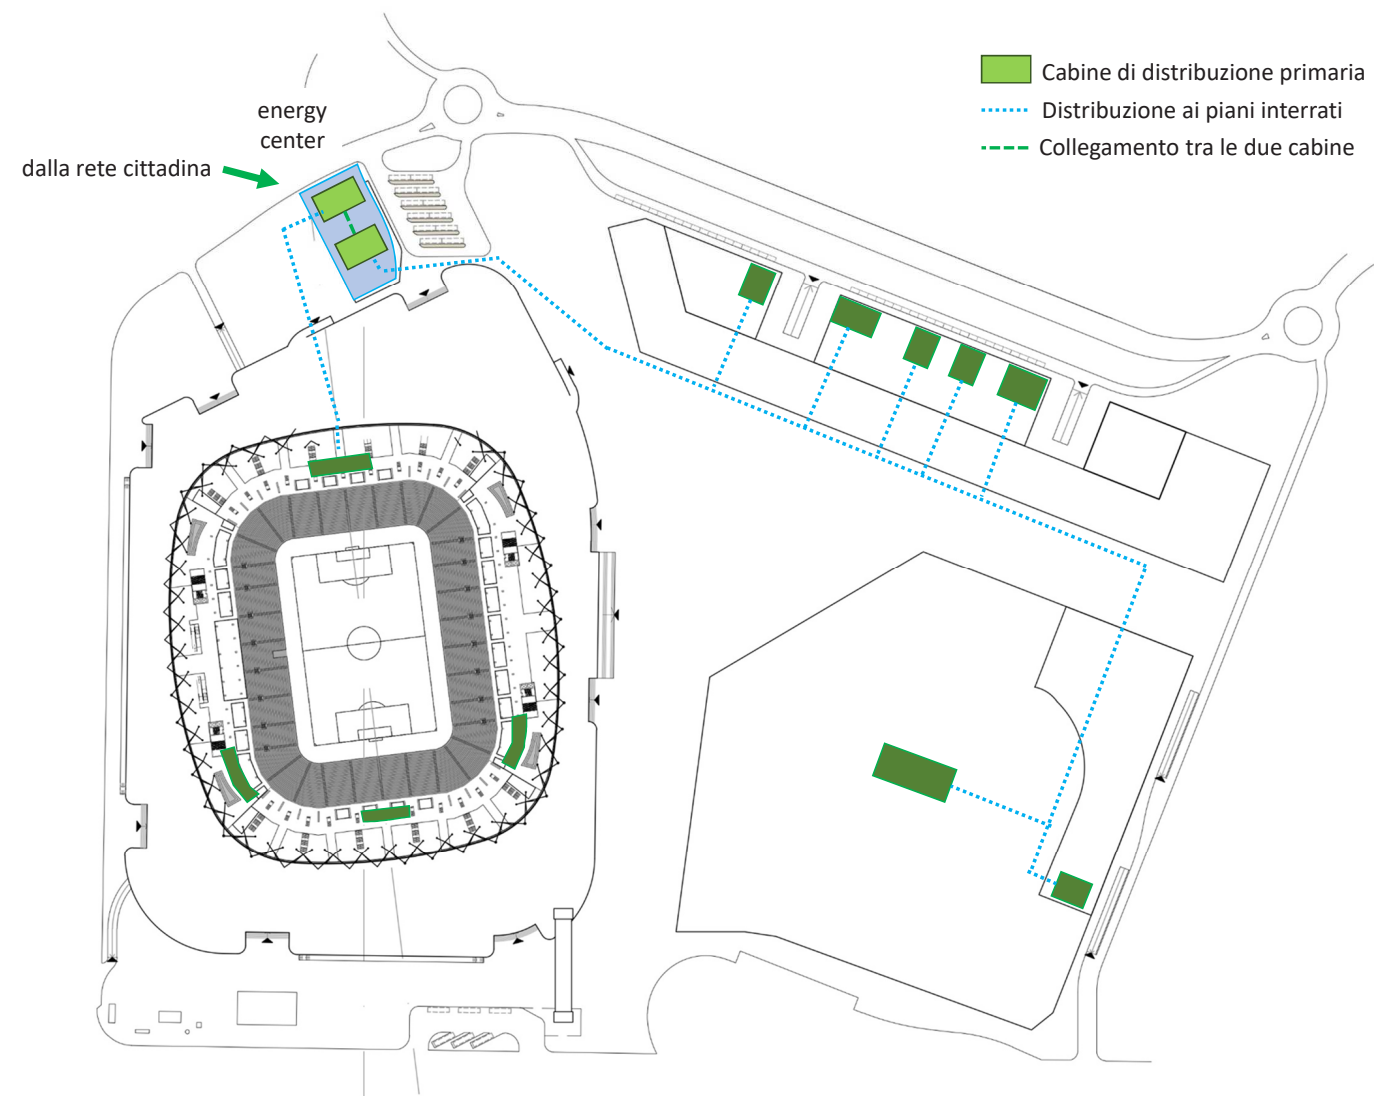 energy
center
dalla rete cittadina
Cabine di distribuzione primaria
Distribuzione ai piani interrati
Collegamento tra le due cabine